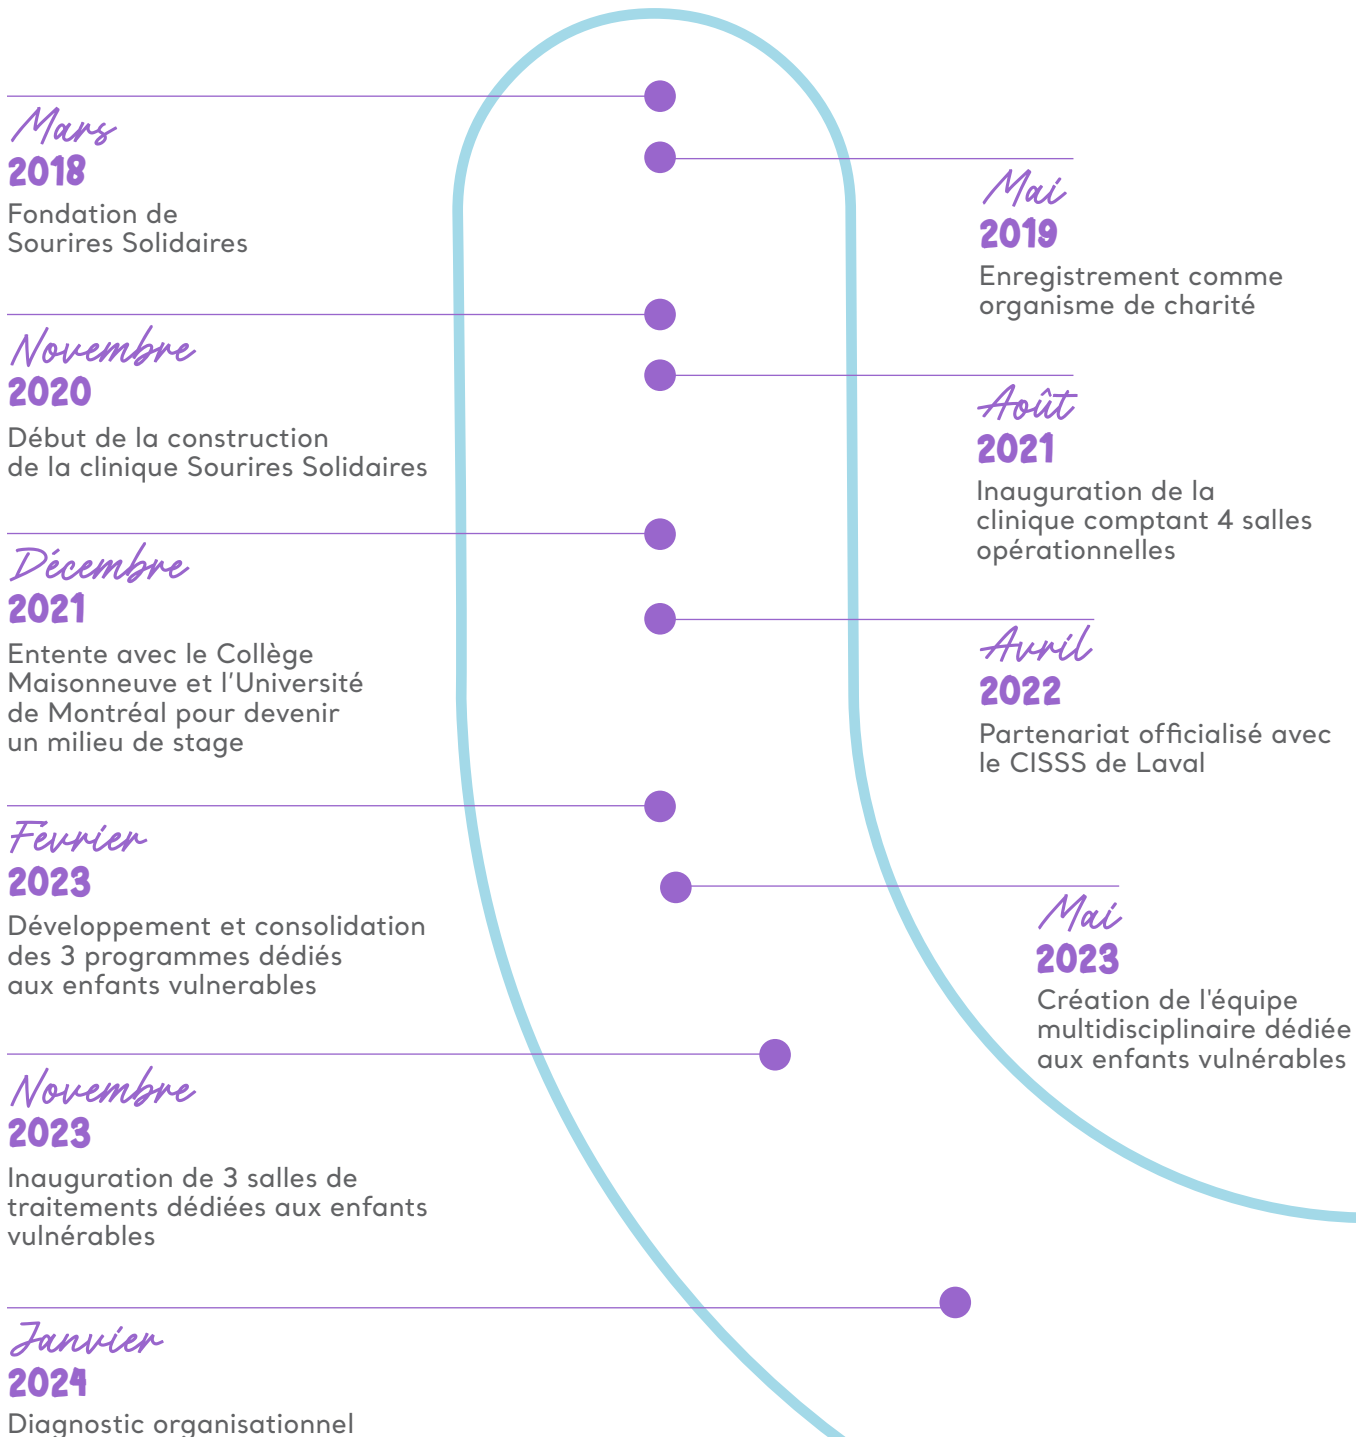 Mars
2018
Fondation de
Sourires Solidaires
Mai
2019
Enregistrement comme
organisme de charité
Novembre
2020
Début de la construction
de la clinique Sourires Solidaires
Août
2021
Inauguration de la
clinique comptant 4 salles
opérationnelles
Décembre
2021
Entente avec le Collège
Maisonneuve et l'Université
de Montréal pour devenir
un milieu de stage
Avril
2022
Partenariat officialisé avec
le CISSS de Laval
Février
2023
Développement et consolidation
des 3 programmes dédiés
aux enfants vulnerables
Mai
2023
Création de l'équipe
multidisciplinaire dédiée
aux enfants vulnérables
Novembre
2023
Inauguration de 3 salles de
traitements dédiées aux enfants
vulnérables
Janvier
2024
Diagnostic organisationnel